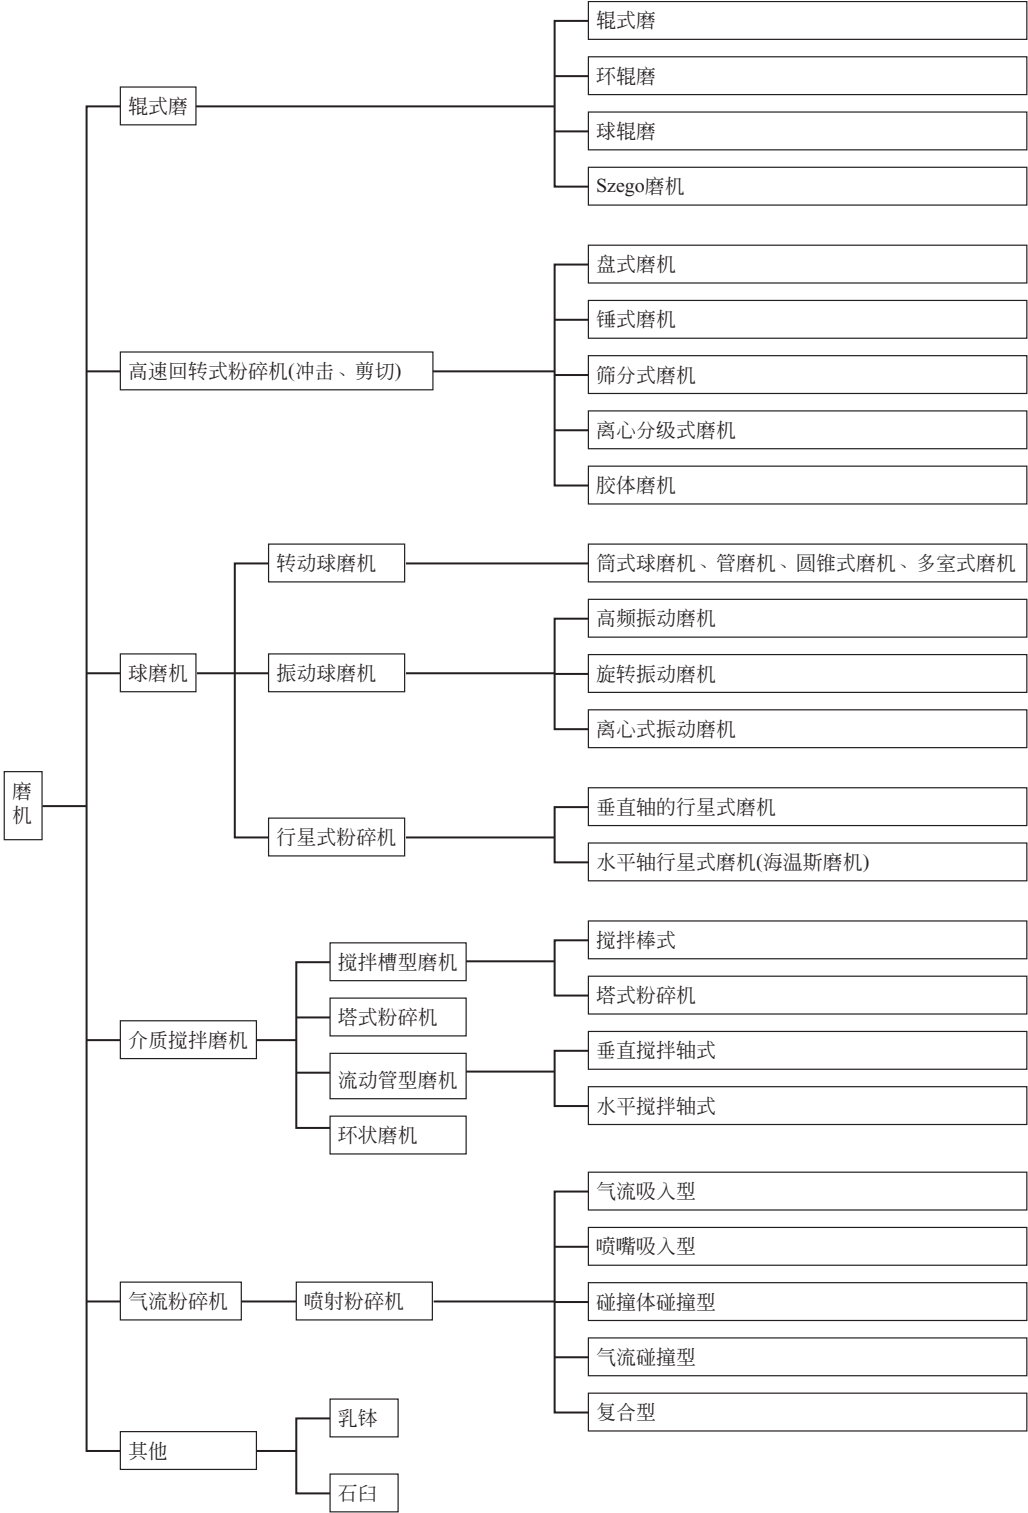 磨
机
辊式磨
辊式磨
环辊磨
球辊磨
Szego磨机
高速回转式粉碎机(冲击、剪切)
盘式磨机
锤式磨机
筛分式磨机
离心分级式磨机
胶体磨机
球磨机
转动球磨机
筒式球磨机、管磨机、圆锥式磨机、多室式磨机
振动球磨机
高频振动磨机
旋转振动磨机
离心式振动磨机
行星式粉碎机
垂直轴的行星式磨机
水平轴行星式磨机(海温斯磨机)
介质搅拌磨机
搅拌槽型磨机
搅拌棒式
塔式粉碎机
塔式粉碎机
流动管型磨机
垂直搅拌轴式
水平搅拌轴式
环状磨机
气流粉碎机
喷射粉碎机
气流吸入型
喷嘴吸入型
碰撞体碰撞型
气流碰撞型
复合型
其他
乳钵
石臼